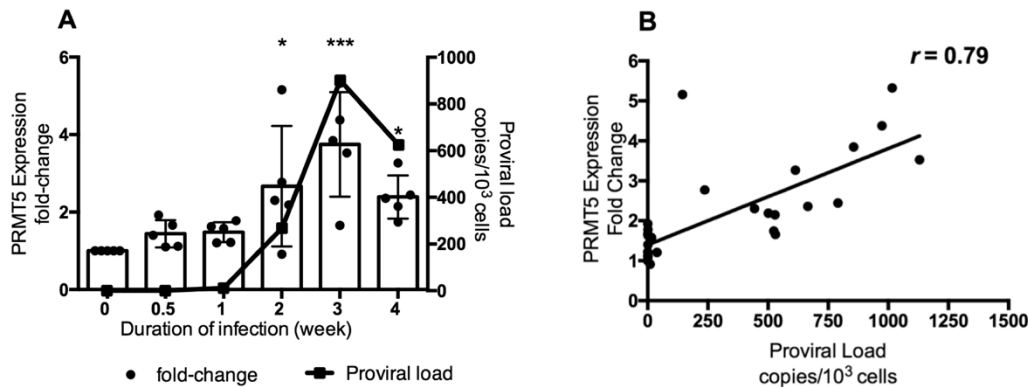 A
* *** *
6
4
2
0
PRMT5 Expression
fold-change
1000
800
600
400
200
0
Proviral load
copies/10³ cells
0 0.5 1 2 3 4
Duration of infection (week)
fold-change Proviral load
B
r = 0.79
6
5
4
3
2
1
0
PRMT5 Expression
Fold Change
0 250 500 750 1000 1250 1500
Proviral Load
copies/10³ cells